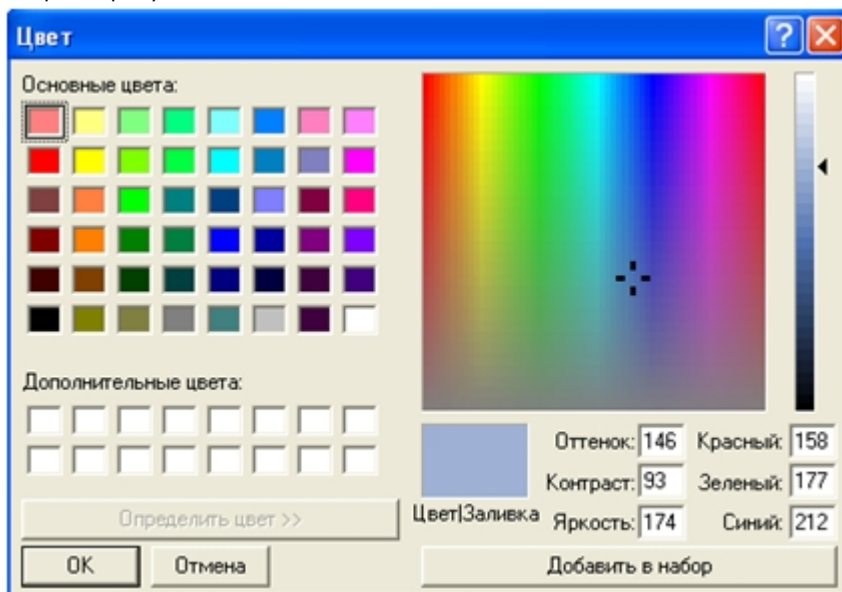 Цвет
Основные цвета:
Дополнительные цвета:
Определить цвет >>
ОК
Отмена
Цвет|Заливка
Оттенок: 146
Контраст: 93
Яркость: 174
Красный: 158
Зеленый: 177
Синий: 212
Добавить в набор